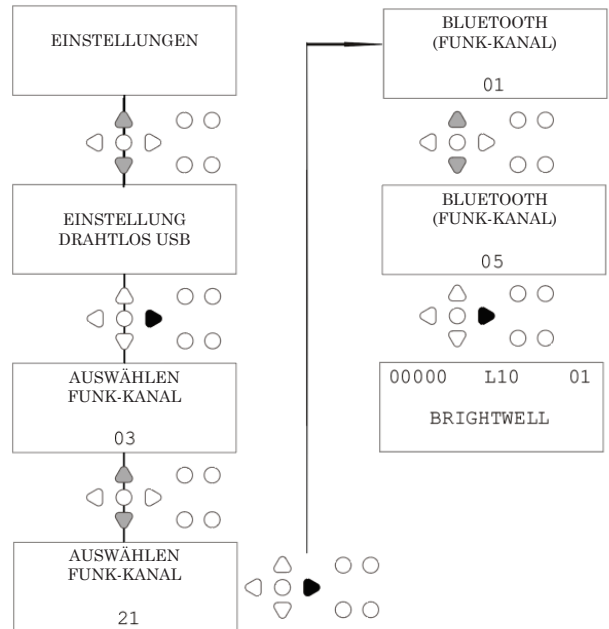 EINSTELLUNGEN
EINSTELLUNG
DRAHTLOS USB
AUSWÄHLEN
FUNK-KANAL
03
AUSWÄHLEN
FUNK-KANAL
21
BLUETOOTH
(FUNK-KANAL)
01
BLUETOOTH
(FUNK-KANAL)
05
00000 L10 01
BRIGHTWELL